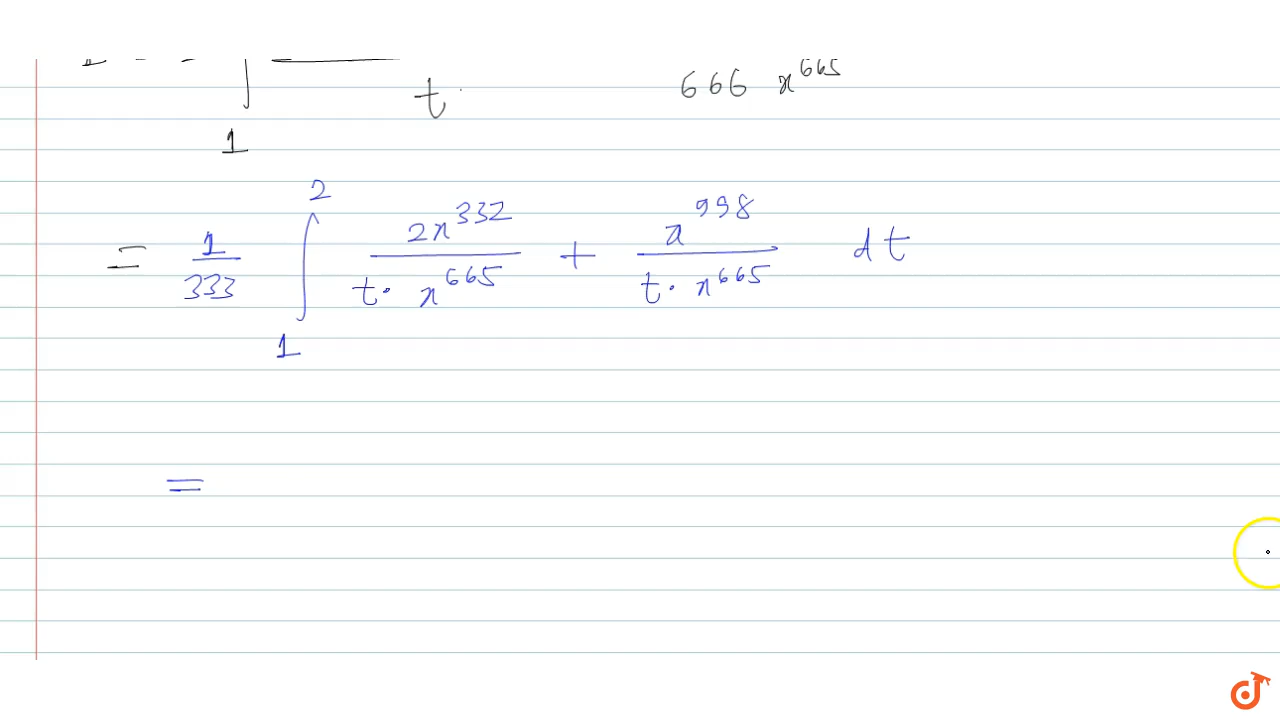 t 666 x^665
1
= 1/333 ∫_1^2 2x^332/(t· x^665) + x^998/(t· x^665) dt
=